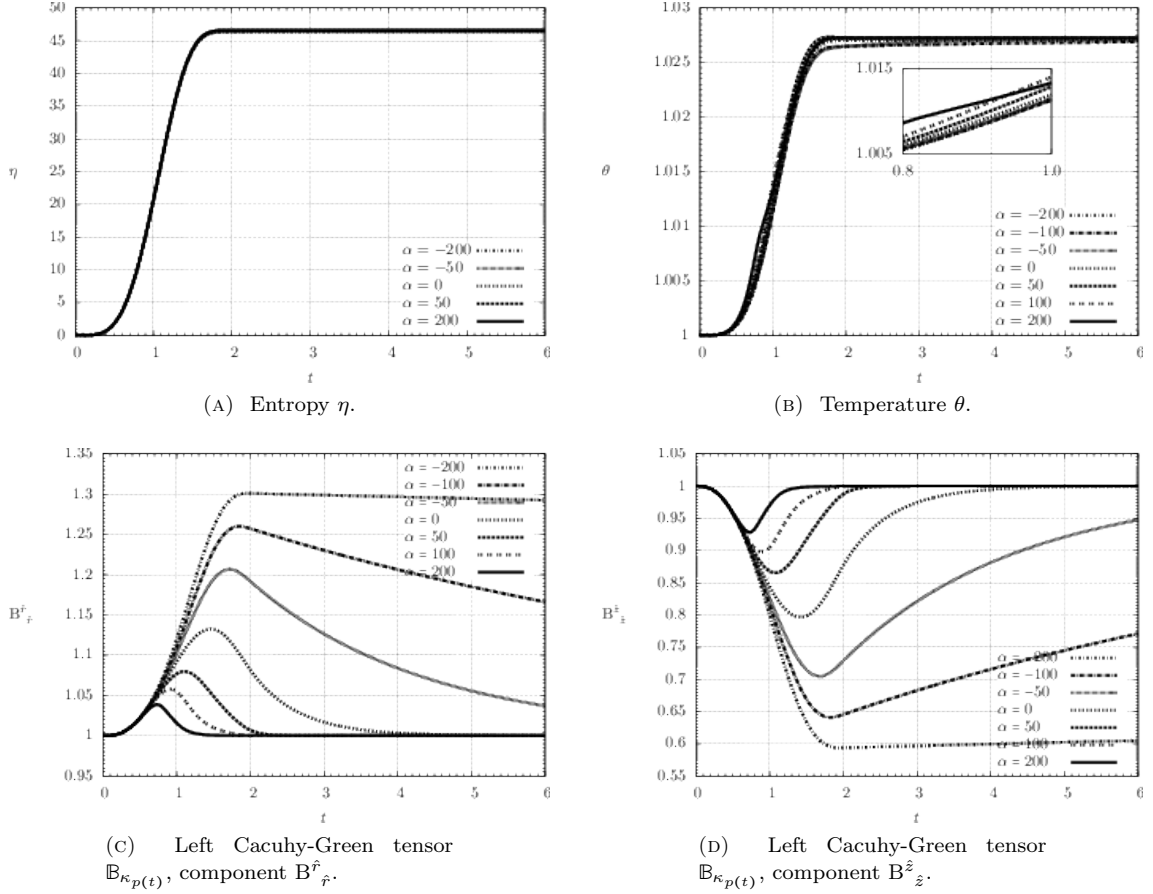 50
45
40
35
30
25
20
15
10
5
0
η
0 1 2 3 4 5 6
t
α = −200
α = −50
α = 0
α = 50
α = 200
(A) Entropy η.
1.03
1.025
1.02
1.015
1.01
1.005
1
θ
0 1 2 3 4 5 6
t
1.015
1.005
0.8 1.0
α = −200
α = −100
α = −50
α = 0
α = 50
α = 100
α = 200
(B) Temperature θ.
1.35
1.3
1.25
1.2
1.15
1.1
1.05
1
0.95
B^r̂_r̂
0 1 2 3 4 5 6
t
α = −200
α = −100
α = −50
α = 0
α = 50
α = 100
α = 200
(C) Left Cacuhy-Green tensor
𝔹_κ_p(t), component B^r̂_r̂.
1.05
1
0.95
0.9
0.85
0.8
0.75
0.7
0.65
0.6
0.55
B^ẑ_ẑ
0 1 2 3 4 5 6
t
α = −200
α = −100
α = −50
α = 0
α = 50
α = 100
α = 200
(D) Left Cacuhy-Green tensor
𝔹_κ_p(t), component B^ẑ_ẑ.